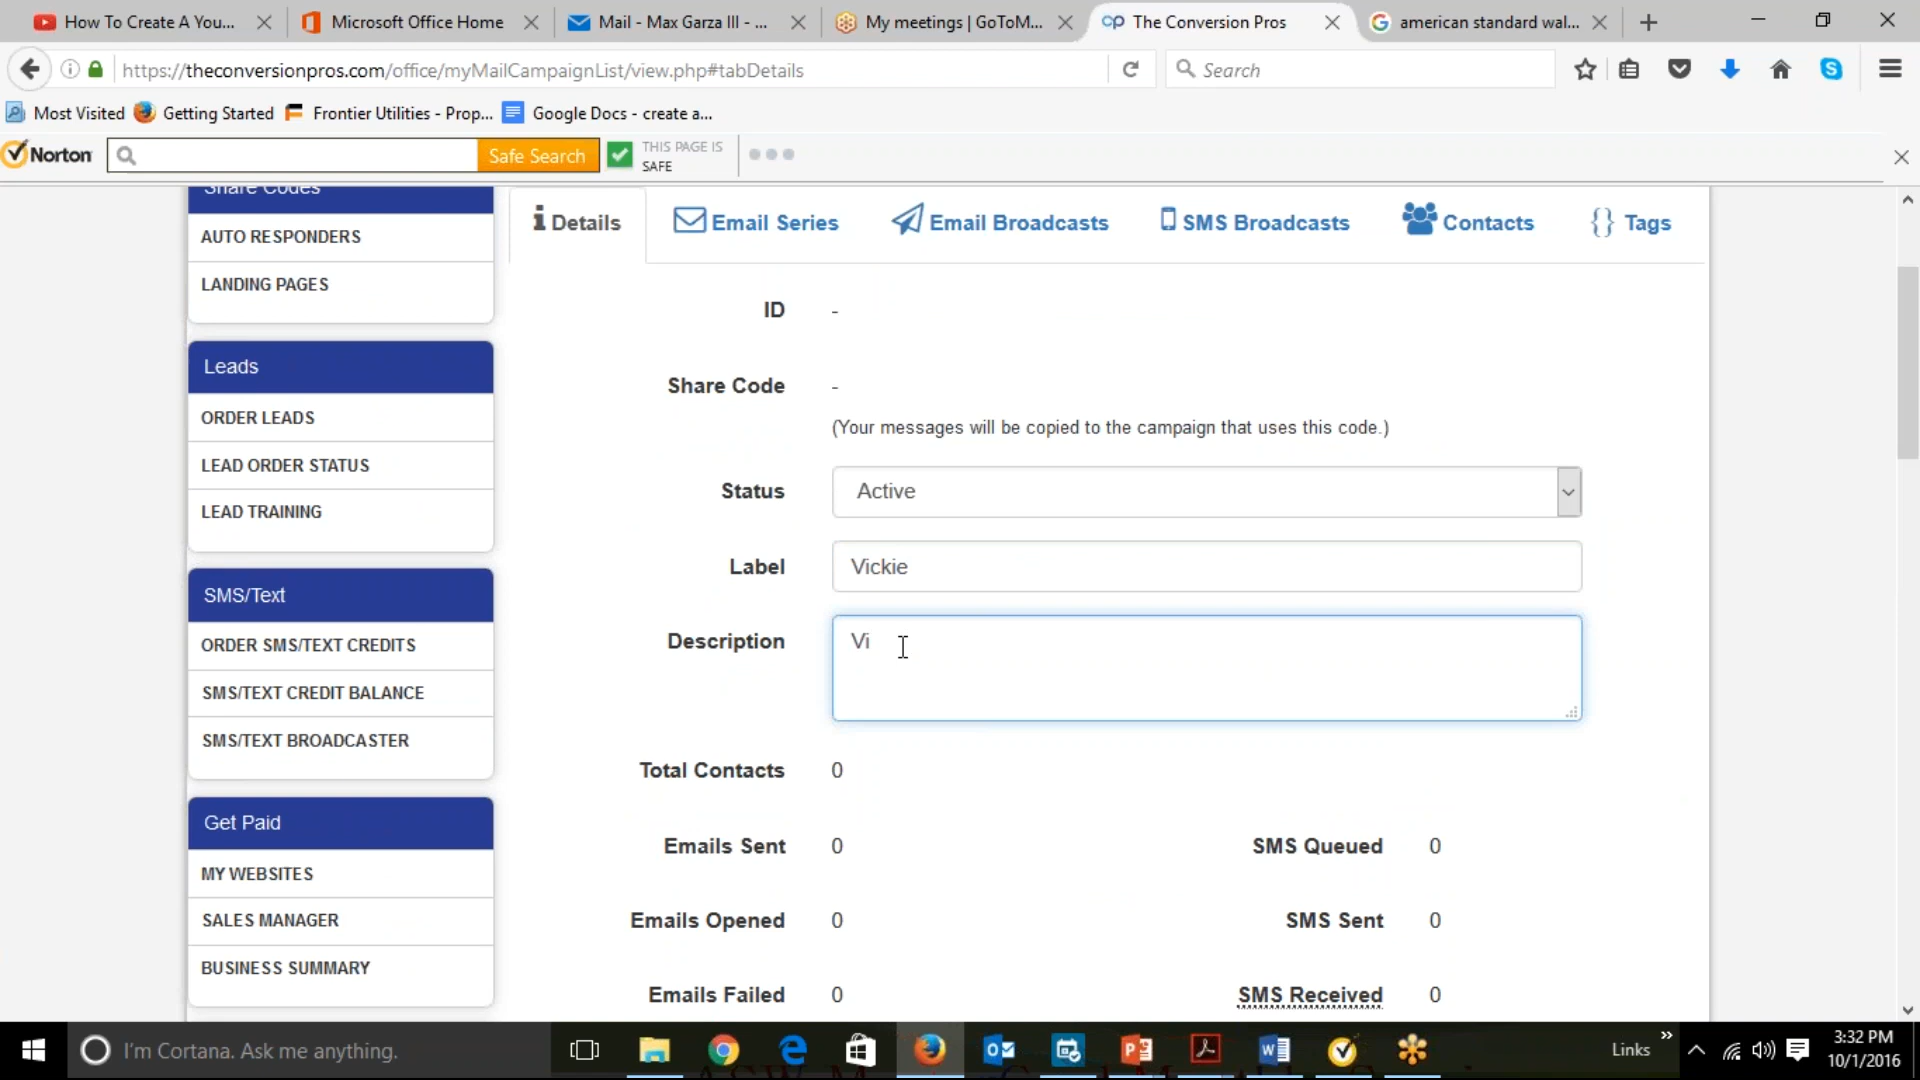 How To Create A You...
Microsoft Office Home
Mail - Max Garza III - ...
My meetings | GoToM...
The Conversion Pros
american standard wal...
https://theconversionpros.com/office/myMailCampaignList/view.php#tabDetails
Search
Most Visited
Getting Started
Frontier Utilities - Prop...
Google Docs - create a...
Norton
Safe Search
THIS PAGE IS
SAFE
Share Codes
AUTO RESPONDERS
LANDING PAGES
Leads
ORDER LEADS
LEAD ORDER STATUS
LEAD TRAINING
SMS/Text
ORDER SMS/TEXT CREDITS
SMS/TEXT CREDIT BALANCE
SMS/TEXT BROADCASTER
Get Paid
MY WEBSITES
SALES MANAGER
BUSINESS SUMMARY
Details
Email Series
Email Broadcasts
SMS Broadcasts
Contacts
{} Tags
ID -
Share Code -
(Your messages will be copied to the campaign that uses this code.)
Status Active
Label Vickie
Description Vi
Total Contacts 0
Emails Sent 0 SMS Queued 0
Emails Opened 0 SMS Sent 0
Emails Failed 0 SMS Received 0
I'm Cortana. Ask me anything.
Links
3:32 PM
10/1/2016